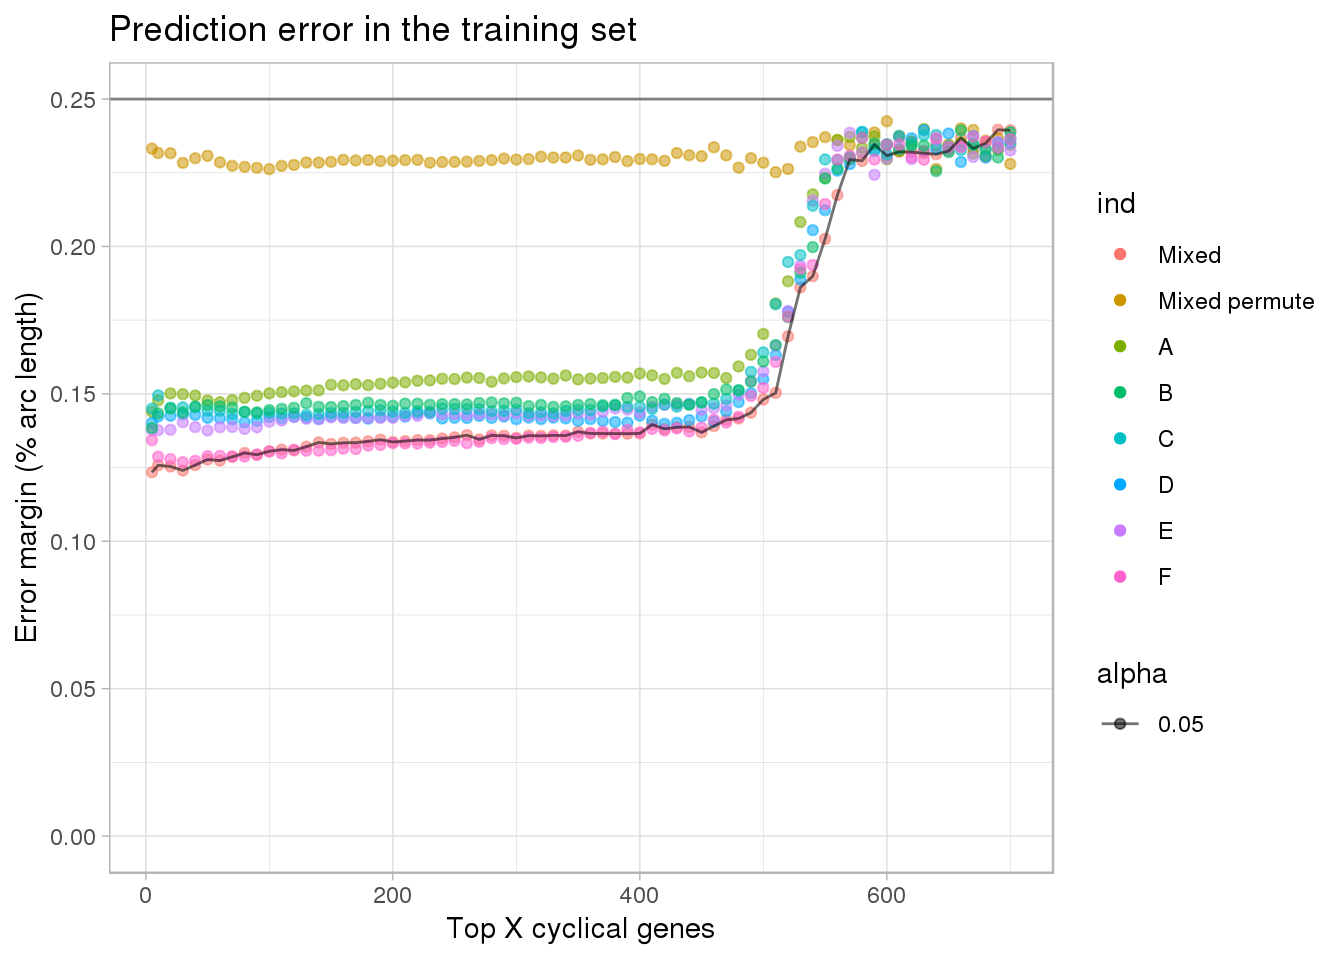 Prediction error in the training set
Error margin (% arc length)
0.25
0.20
0.15
0.10
0.05
0.00
0
200
400
600
Top X cyclical genes
ind
Mixed
Mixed permute
A
B
C
D
E
F
alpha
0.05